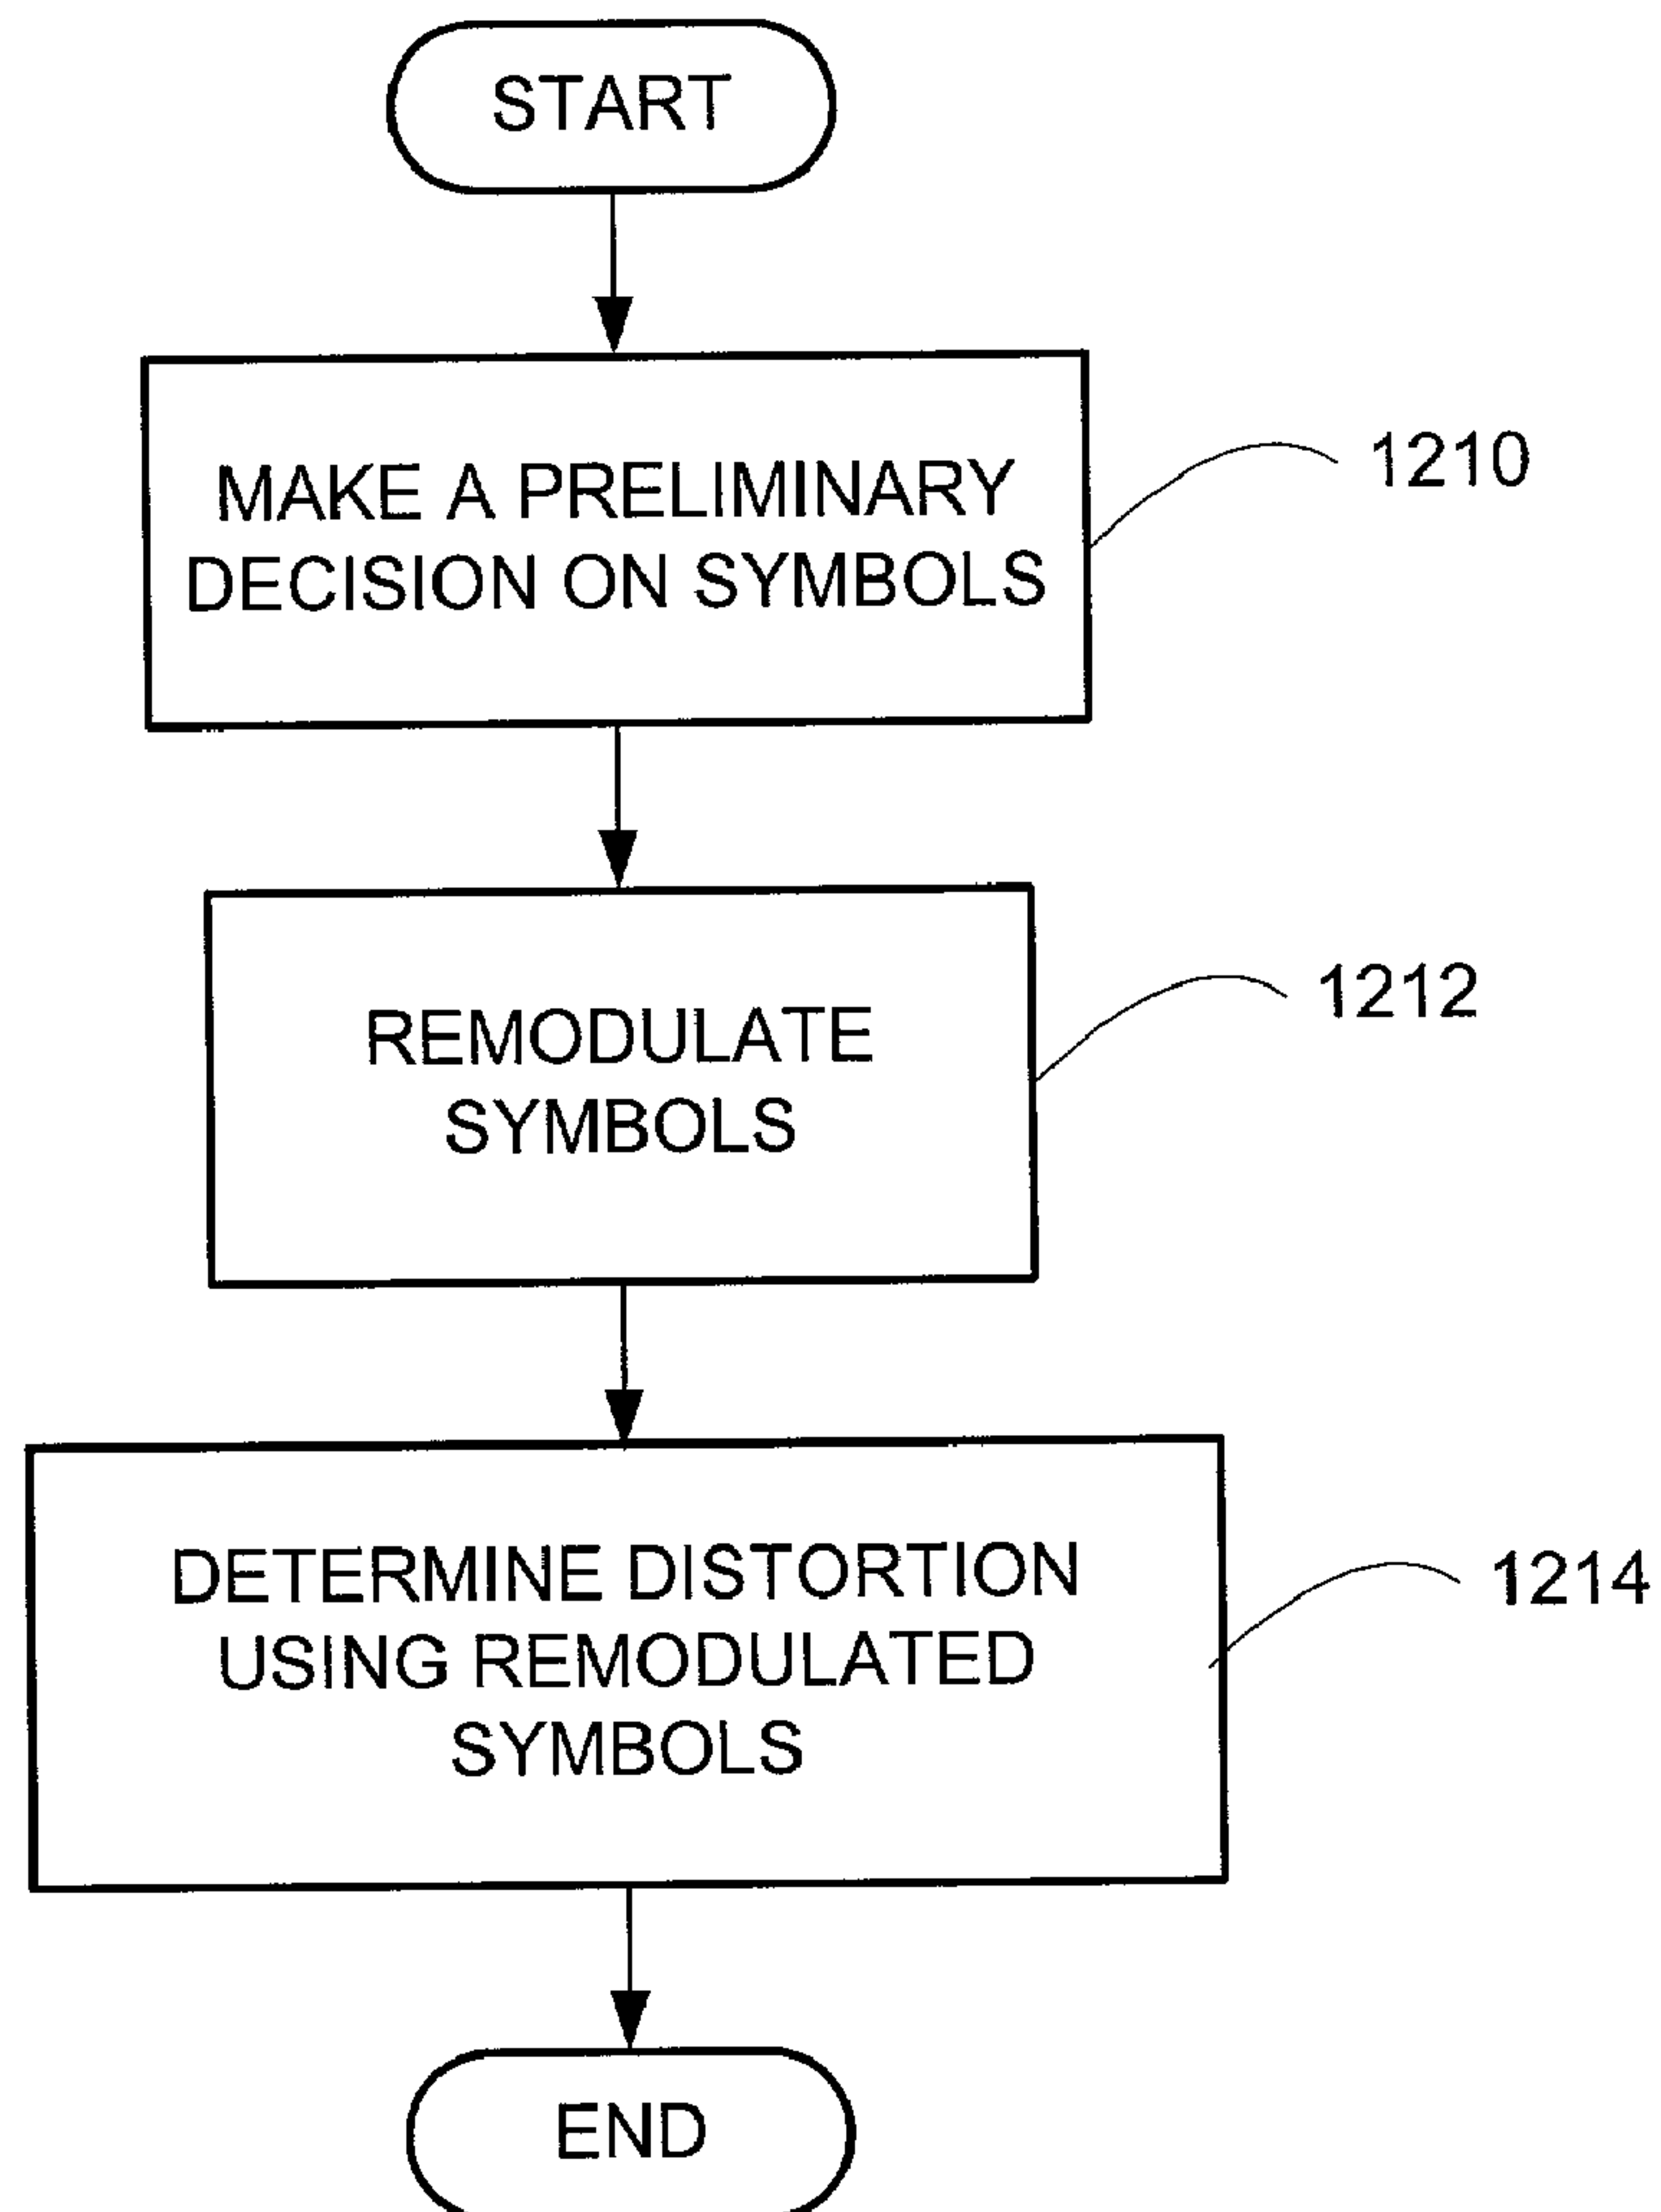 START
MAKE A PRELIMINARY
DECISION ON SYMBOLS
1210
REMODULATE
SYMBOLS
1212
DETERMINE DISTORTION
USING REMODULATED
SYMBOLS
1214
END